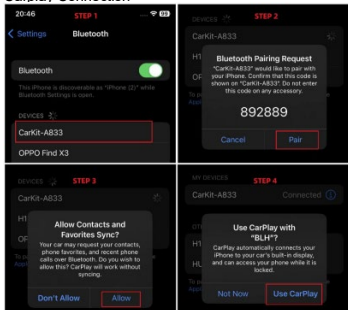 20:46
STEP 1
Settings
Bluetooth
Bluetooth
This iPhone is discoverable as "iPhone (2)" while
Bluetooth Settings is open.
DEVICES
CarKit-A833
OPPO Find X3
DEVICES
STEP 2
CarKit-A833
Bluetooth Pairing Request
"CarKit-A833" would like to pair with
your iPhone. Confirm that this code is
shown on "CarKit-A833". Do not enter
this code on any accessory.
892889
Cancel
Pair
DEVICES
STEP 3
CarKit-A833
Allow Contacts and
Favorites Sync?
Your car may request your contacts,
phone favorites, and recent phone
calls over Bluetooth. Do you wish to
allow this? CarPlay will work without
syncing.
Don't Allow
Allow
MY DEVICES
STEP 4
CarKit-A833
Connected
Use CarPlay with
"BLH"?
CarPlay automatically connects your
iPhone to your car's built-in display,
and can access your phone while it is
locked.
Not Now
Use CarPlay